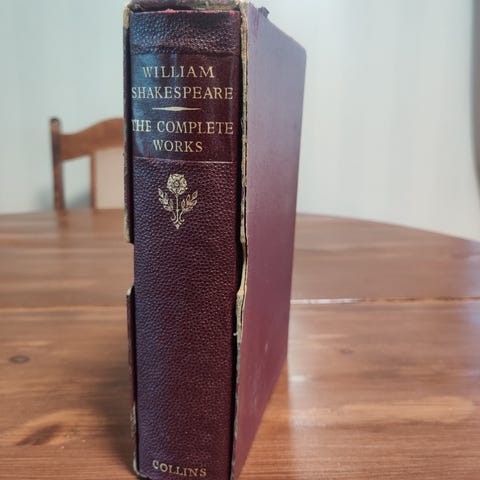 WILLIAM
SHAKESPEARE
THE COMPLETE
WORKS
COLLINS